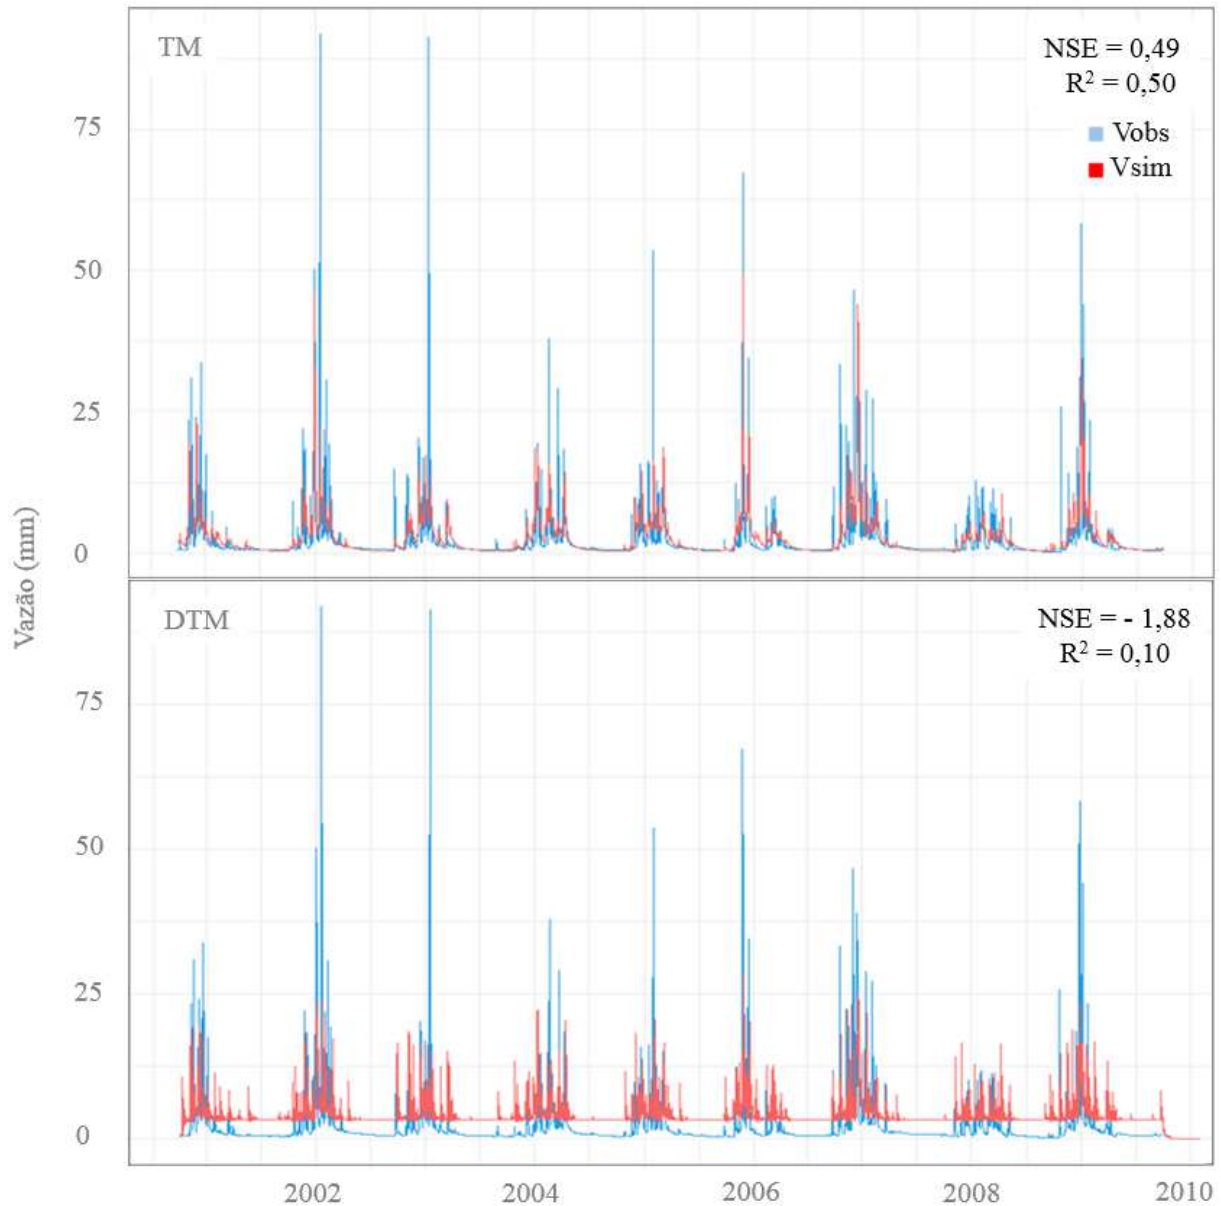 TM
NSE = 0,49
R² = 0,50
Vobs
Vsim
75
50
25
0
Vazão (mm)
DTM
NSE = - 1,88
R² = 0,10
75
50
25
0
2002 2004 2006 2008 2010